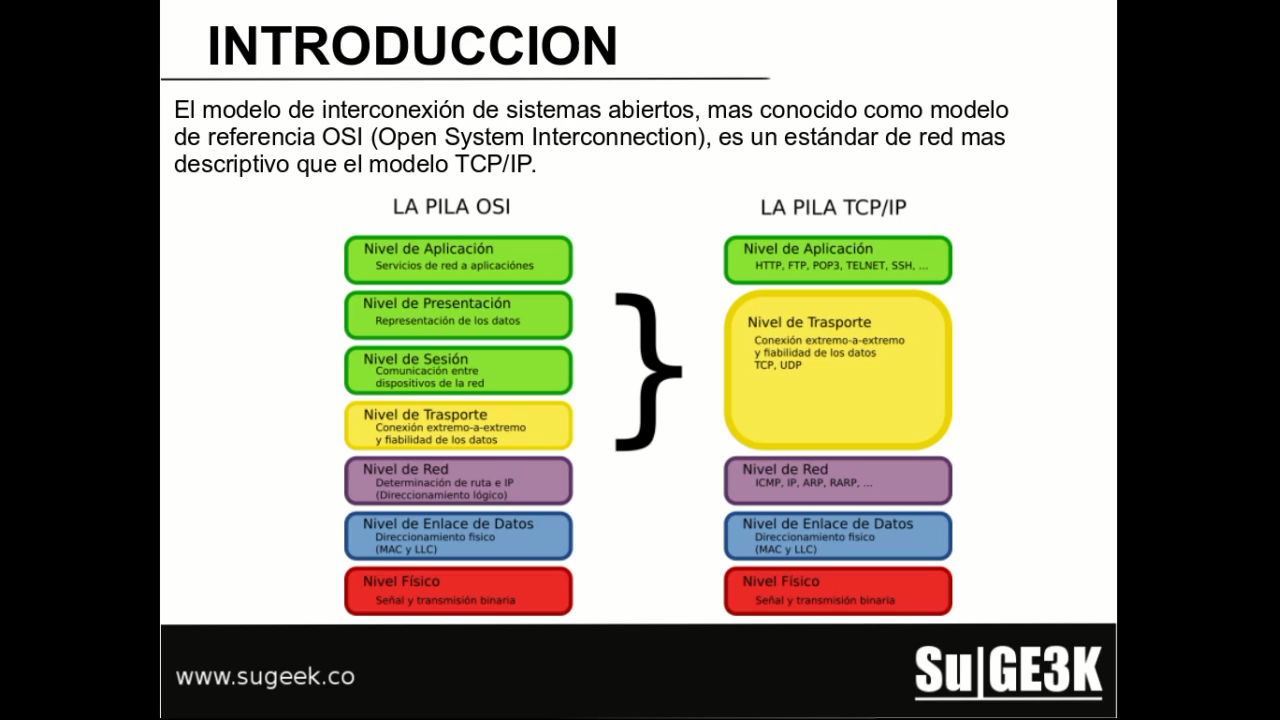 INTRODUCCION
El modelo de interconexión de sistemas abiertos, mas conocido como modelo
de referencia OSI (Open System Interconnection), es un estándar de red mas
descriptivo que el modelo TCP/IP.
LA PILA OSI
Nivel de Aplicación
Servicios de red a aplicaciónes
Nivel de Presentación
Representación de los datos
Nivel de Sesión
Comunicación entre
dispositivos de la red
Nivel de Trasporte
Conexión extremo-a-extremo
y fiabilidad de los datos
Nivel de Red
Determinación de ruta e IP
(Direccionamiento lógico)
Nivel de Enlace de Datos
Direccionamiento fisico
(MAC y LLC)
Nivel Físico
Señal y transmisión binaria
}
LA PILA TCP/IP
Nivel de Aplicación
HTTP, FTP, POP3, TELNET, SSH, ...
Nivel de Trasporte
Conexión extremo-a-extremo
y fiabilidad de los datos
TCP, UDP
Nivel de Red
ICMP, IP, ARP, RARP, ...
Nivel de Enlace de Datos
Direccionamiento fisico
(MAC y LLC)
Nivel Físico
Señal y transmisión binaria
www.sugeek.co
Su|GE3K